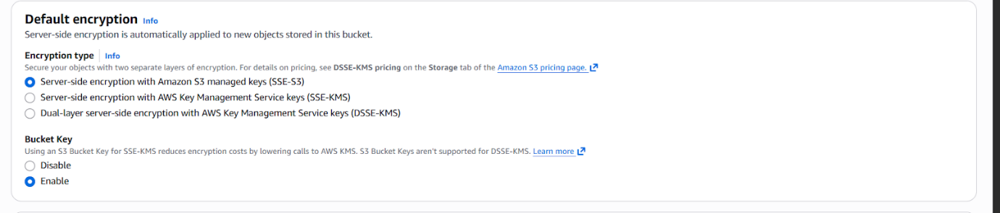 Default encryption Info
Server-side encryption is automatically applied to new objects stored in this bucket.
Encryption type Info
Secure your objects with two separate layers of encryption. For details on pricing, see DSSE-KMS pricing on the Storage tab of the Amazon S3 pricing page.
Server-side encryption with Amazon S3 managed keys (SSE-S3)
Server-side encryption with AWS Key Management Service keys (SSE-KMS)
Dual-layer server-side encryption with AWS Key Management Service keys (DSSE-KMS)
Bucket Key
Using an S3 Bucket Key for SSE-KMS reduces encryption costs by lowering calls to AWS KMS. S3 Bucket Keys aren't supported for DSSE-KMS. Learn more
Disable
Enable